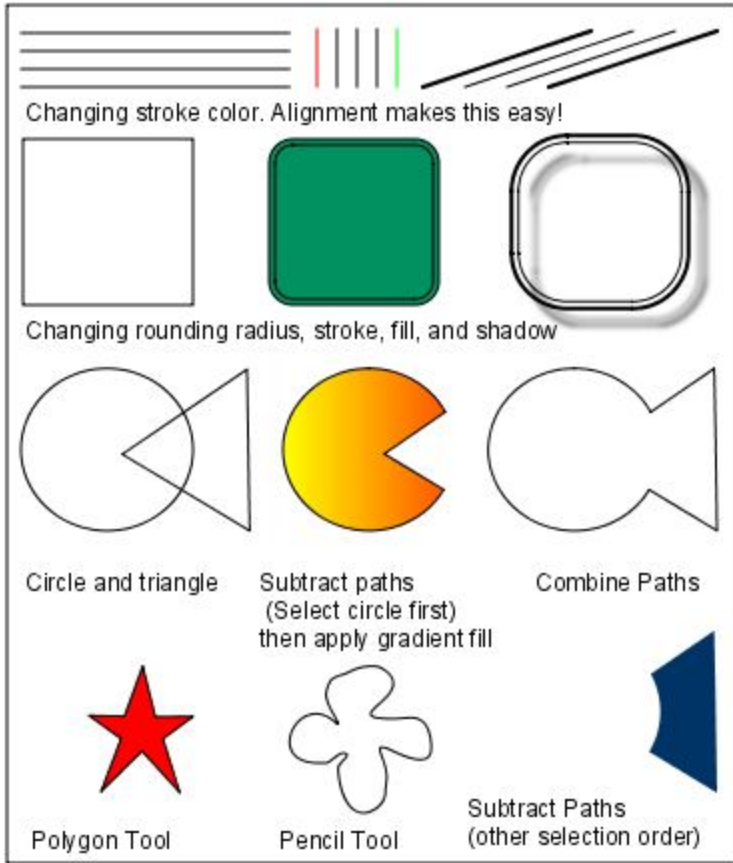 Changing stroke color. Alignment makes this easy!
Changing rounding radius, stroke, fill, and shadow
Circle and triangle
Subtract paths
(Select circle first)
then apply gradient fill
Combine Paths
Polygon Tool
Pencil Tool
Subtract Paths
(other selection order)